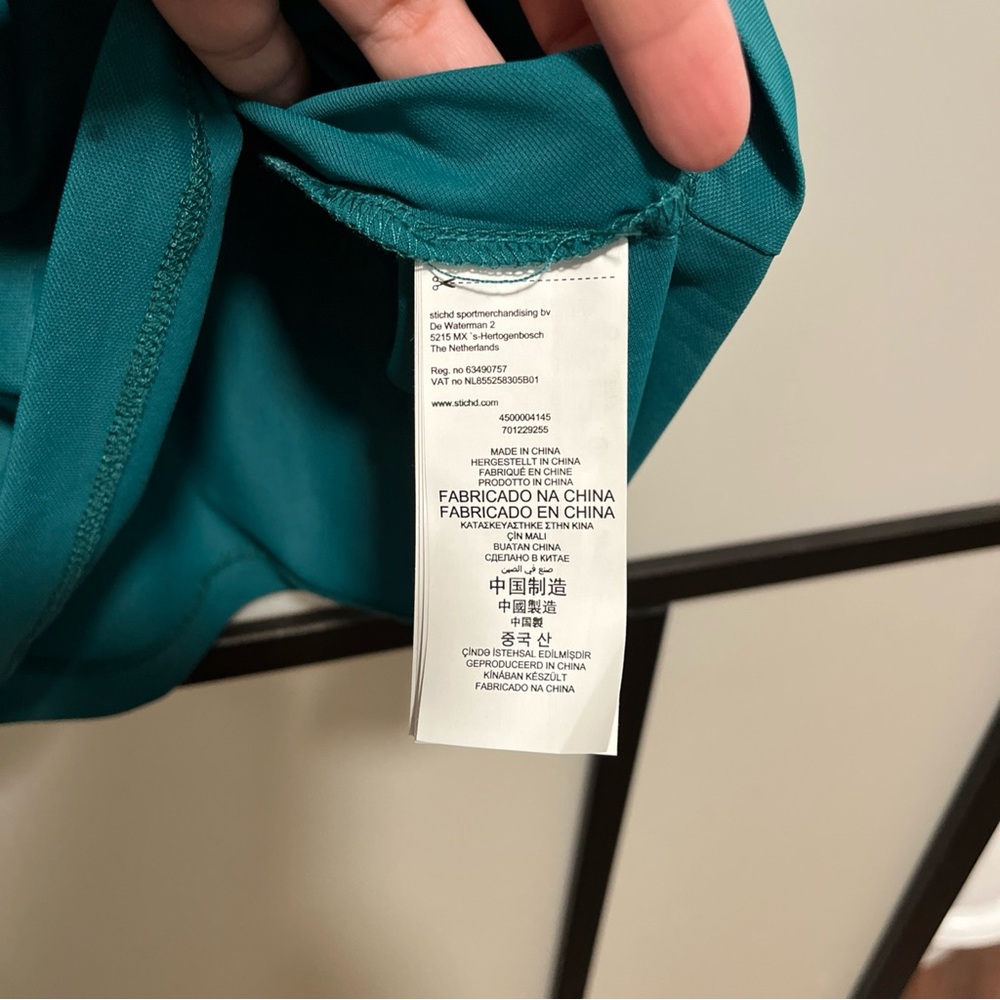 stichd sportmerchandising bv
De Waterman 2
5215 MX `s-Hertogenbosch
The Netherlands
Reg. no 63490757
VAT no NL855258305B01
www.stichd.com
4500004145
701229255
MADE IN CHINA
HERGESTELLT IN CHINA
FABRIQUÉ EN CHINE
PRODOTTO IN CHINA
FABRICADO NA CHINA
FABRICADO EN CHINA
ΚΑΤΑΣΚΕΥΑΣΤΗΚΕ ΣΤΗΝ ΚΙΝΑ
ÇİN MALI
BUATAN CHINA
СДЕЛАНО В КИТАЕ
صنع في الصين
中国制造
中國製造
中国製
중국 산
ÇİNDƏ İSTEHSAL EDİLMİŞDİR
GEPRODUCEERD IN CHINA
KÍNÁBAN KÉSZÜLT
FABRICADO NA CHINA